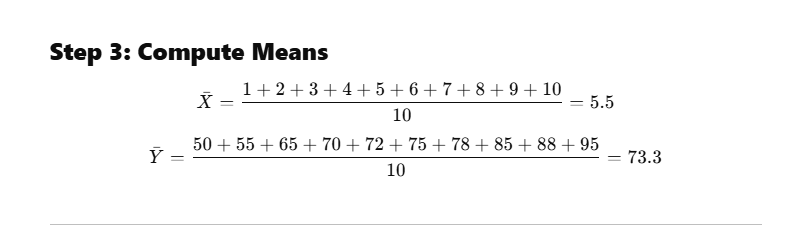 Step 3: Compute Means
X̄ = (1 + 2 + 3 + 4 + 5 + 6 + 7 + 8 + 9 + 10) / 10 = 5.5
Ȳ = (50 + 55 + 65 + 70 + 72 + 75 + 78 + 85 + 88 + 95) / 10 = 73.3